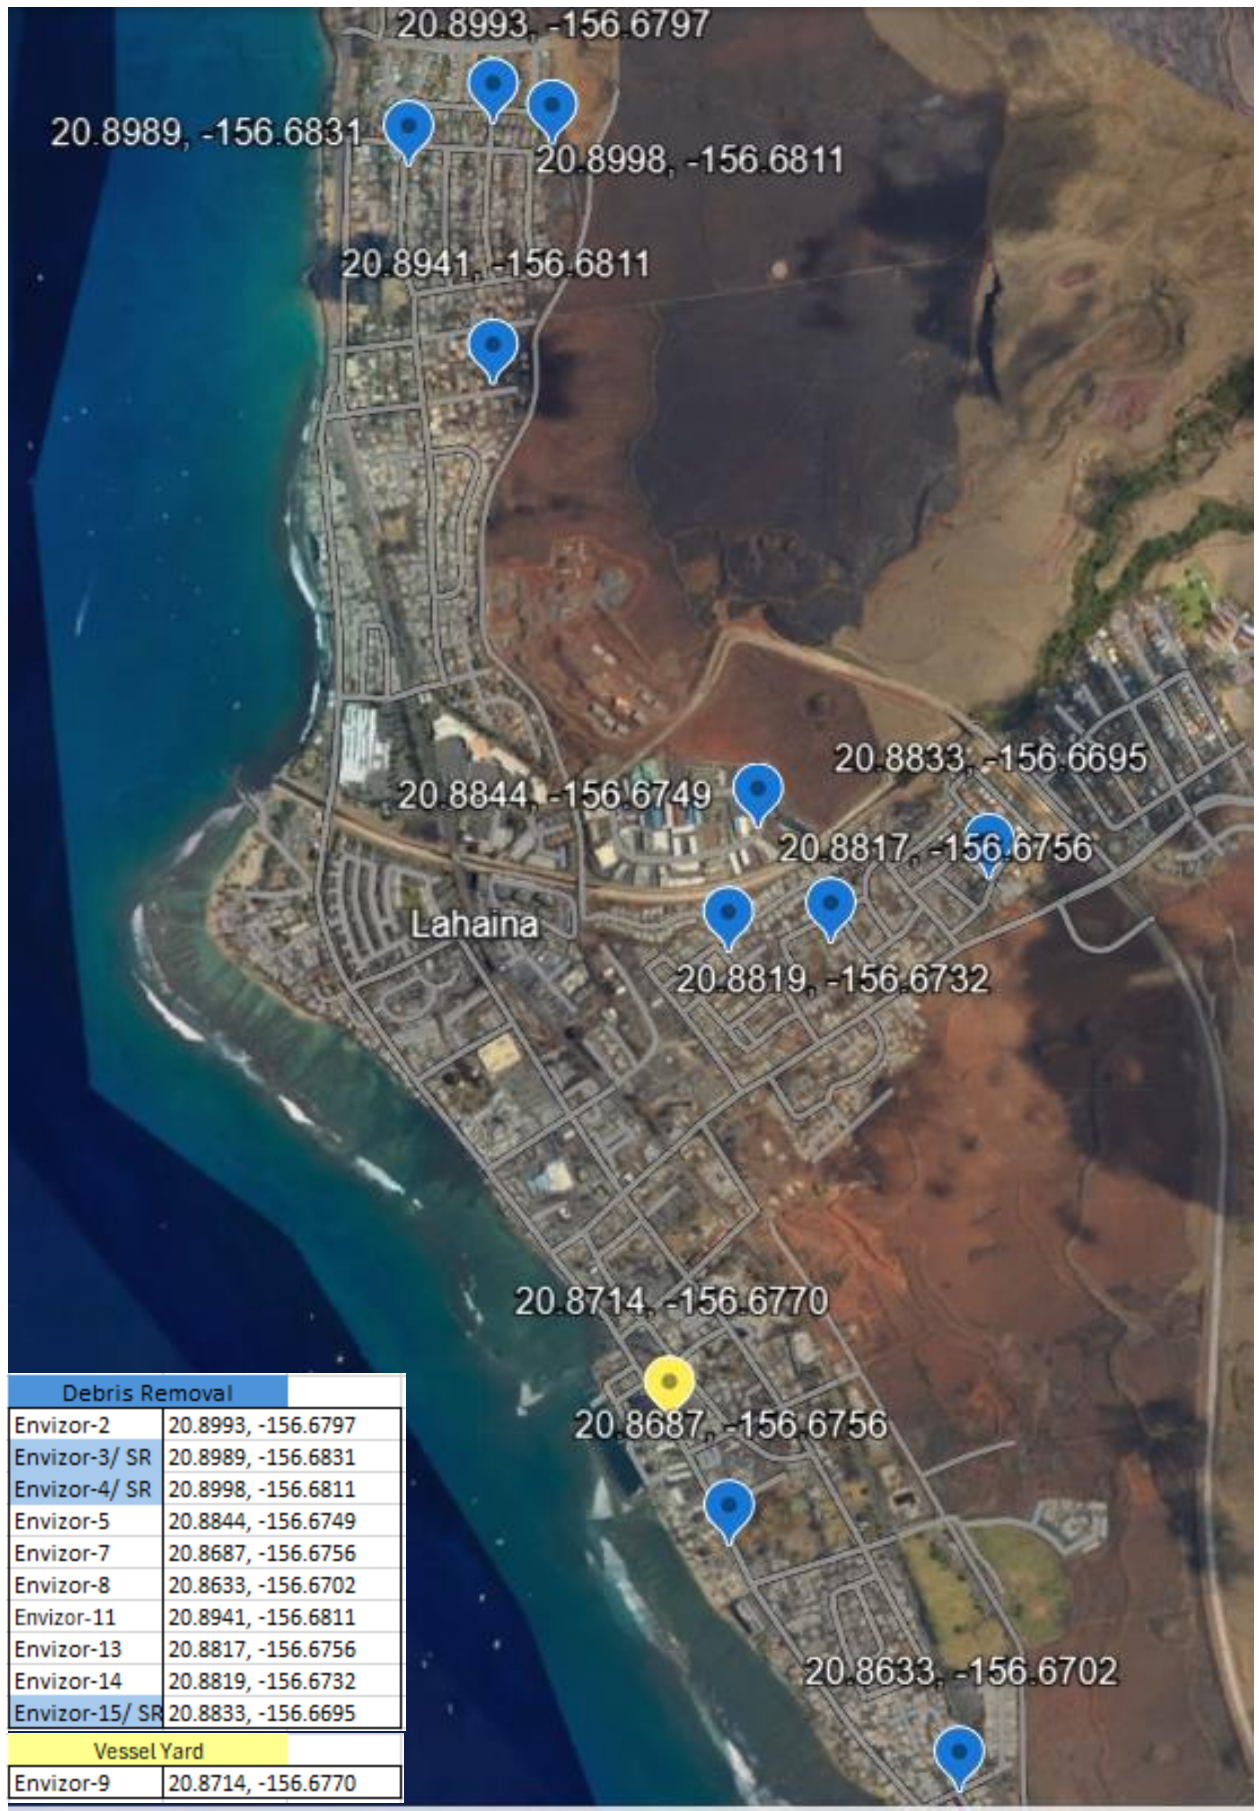 20.8993, -156.6797
20.8989, -156.6831
20.8998, -156.6811
20.8941, -156.6811
20.8833, -156.6695
20.8844, -156.6749
20.8817, -156.6756
Lahaina
20.8819, -156.6732
20.8714, -156.6770
20.8687, -156.6756
20.8633, -156.6702
Debris Removal
Envizor-2 20.8993, -156.6797
Envizor-3/ SR 20.8989, -156.6831
Envizor-4/ SR 20.8998, -156.6811
Envizor-5 20.8844, -156.6749
Envizor-7 20.8687, -156.6756
Envizor-8 20.8633, -156.6702
Envizor-11 20.8941, -156.6811
Envizor-13 20.8817, -156.6756
Envizor-14 20.8819, -156.6732
Envizor-15/ SR 20.8833, -156.6695
Vessel Yard
Envizor-9 20.8714, -156.6770